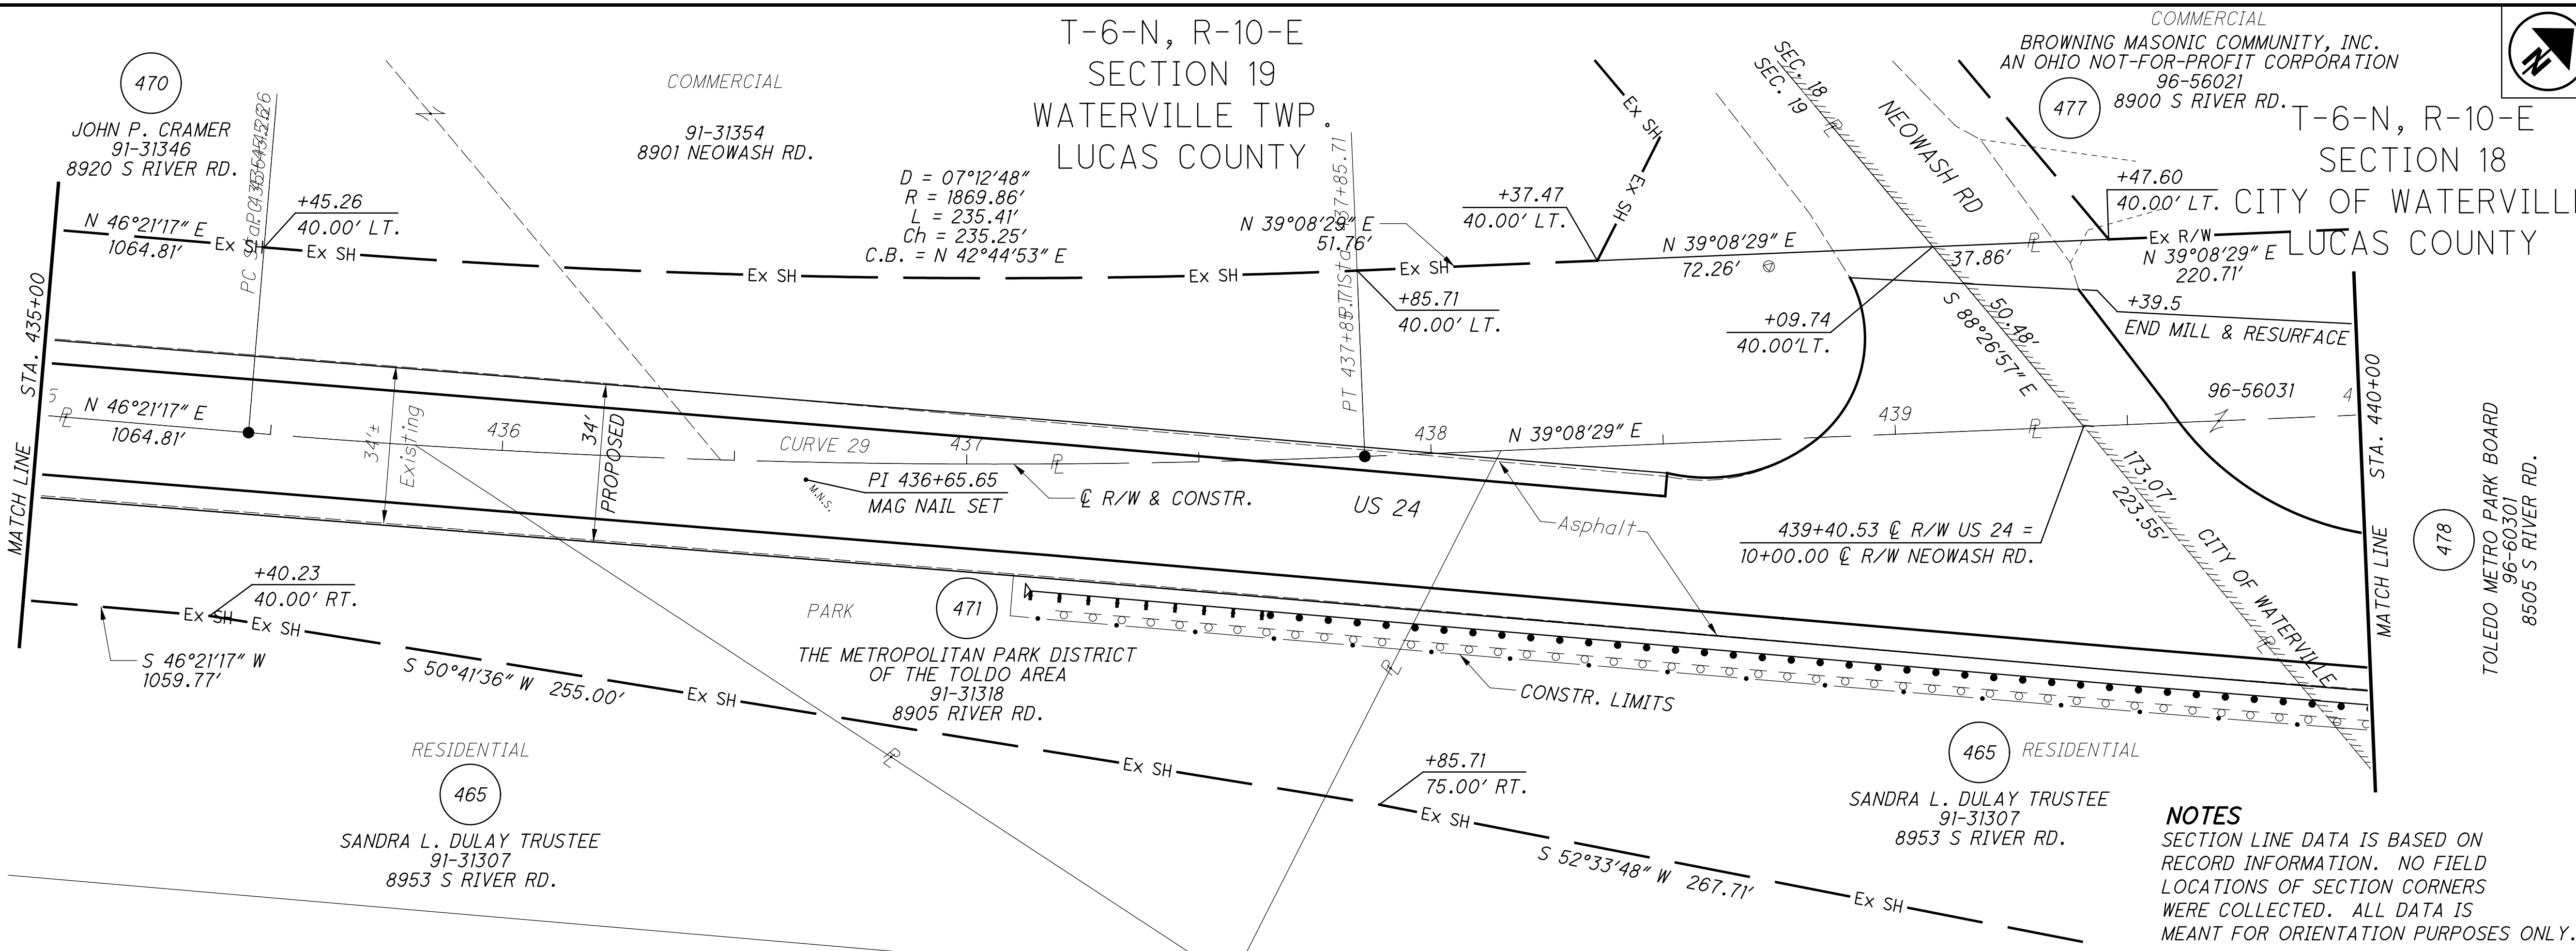 T-6-N, R-10-E
SECTION 19
WATERVILLE TWP.
LUCAS COUNTY
COMMERCIAL
BROWNING MASONIC COMMUNITY, INC.
AN OHIO NOT-FOR-PROFIT CORPORATION
96-56021
8900 S RIVER RD.
477
N
T-6-N, R-10-E
SECTION 18
CITY OF WATERVILL
LUCAS COUNTY
470
JOHN P. CRAMER
91-31346
8920 S RIVER RD.
COMMERCIAL
91-31354
8901 NEOWASH RD.
D = 07°12'48"
R = 1869.86'
L = 235.41'
Ch = 235.25'
C.B. = N 42°44'53" E
SEC. 18
SEC. 19
NEOWASH RD
N 46°21'17" E
1064.81'
Ex SH
+45.26
40.00' LT.
Ex SH
PC Sta.
Ex SH
Ex SH
N 39°08'29" E
51.76'
Ex SH
+85.71
40.00' LT.
PT 437+85.71
+37.47
40.00' LT.
Ex SH
Ex SH
N 39°08'29" E
72.26'
+09.74
40.00'LT.
37.86'
+47.60
40.00' LT.
Ex R/W
N 39°08'29" E
220.71'
+39.5
END MILL & RESURFACE
50.48'
S 88°26'57" E
MATCH LINE STA. 435+00
5
N 46°21'17" E
1064.81'
34'±
Existing
436
34'
PROPOSED
CURVE 29
437
PI 436+65.65
MAG NAIL SET
M.N.S.
℄ R/W & CONSTR.
438
N 39°08'29" E
US 24
Asphalt
439
96-56031
4
439+40.53 ℄ R/W US 24 =
10+00.00 ℄ R/W NEOWASH RD.
173.07'
223.55'
CITY OF WATERVILLE
MATCH LINE STA. 440+00
478
TOLEDO METRO PARK BOARD
96-60301
8505 S RIVER RD.
+40.23
40.00' RT.
Ex SH
Ex SH
S 46°21'17" W
1059.77'
S 50°41'36" W 255.00'
Ex SH
PARK
471
THE METROPOLITAN PARK DISTRICT
OF THE TOLDO AREA
91-31318
8905 RIVER RD.
CONSTR. LIMITS
RESIDENTIAL
465
SANDRA L. DULAY TRUSTEE
91-31307
8953 S RIVER RD.
Ex SH
+85.71
75.00' RT.
Ex SH
S 52°33'48" W 267.71'
Ex SH
465 RESIDENTIAL
SANDRA L. DULAY TRUSTEE
91-31307
8953 S RIVER RD.
NOTES
SECTION LINE DATA IS BASED ON
RECORD INFORMATION. NO FIELD
LOCATIONS OF SECTION CORNERS
WERE COLLECTED. ALL DATA IS
MEANT FOR ORIENTATION PURPOSES ONLY.